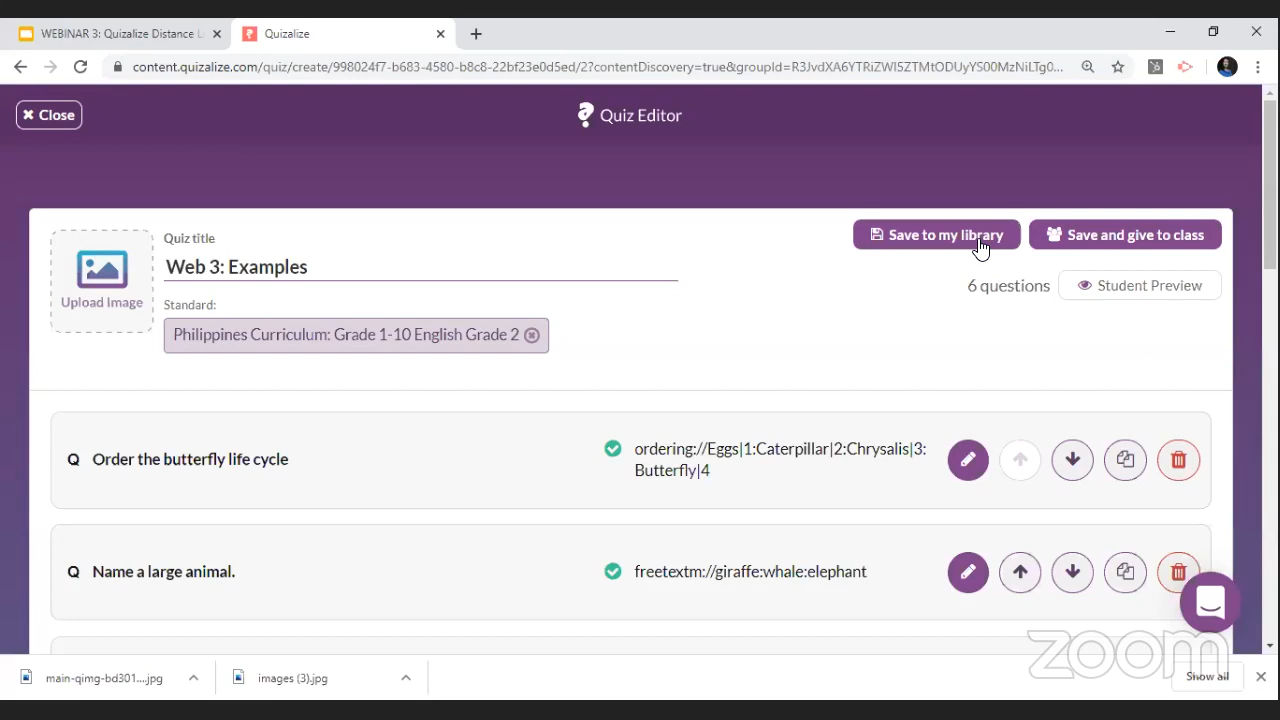 WEBINAR 3: Quizalize Distance L
Quizalize
content.quizalize.com/quiz/create/998024f7-b683-4580-b8c8-22bf23e0d5ed/2?contentDiscovery=true&groupId=R3JvdXA6YTRiZWI5ZTMtODUyYS00MzNiLTg0...
Close
Quiz Editor
Save to my library
Save and give to class
Quiz title
Web 3: Examples
6 questions
Student Preview
Upload Image
Standard:
Philippines Curriculum: Grade 1-10 English Grade 2
Q Order the butterfly life cycle
ordering://Eggs|1:Caterpillar|2:Chrysalis|3:
Butterfly|4
Q Name a large animal.
freetextm://giraffe:whale:elephant
zoom
main-qimg-bd301....jpg
images (3).jpg
Show all